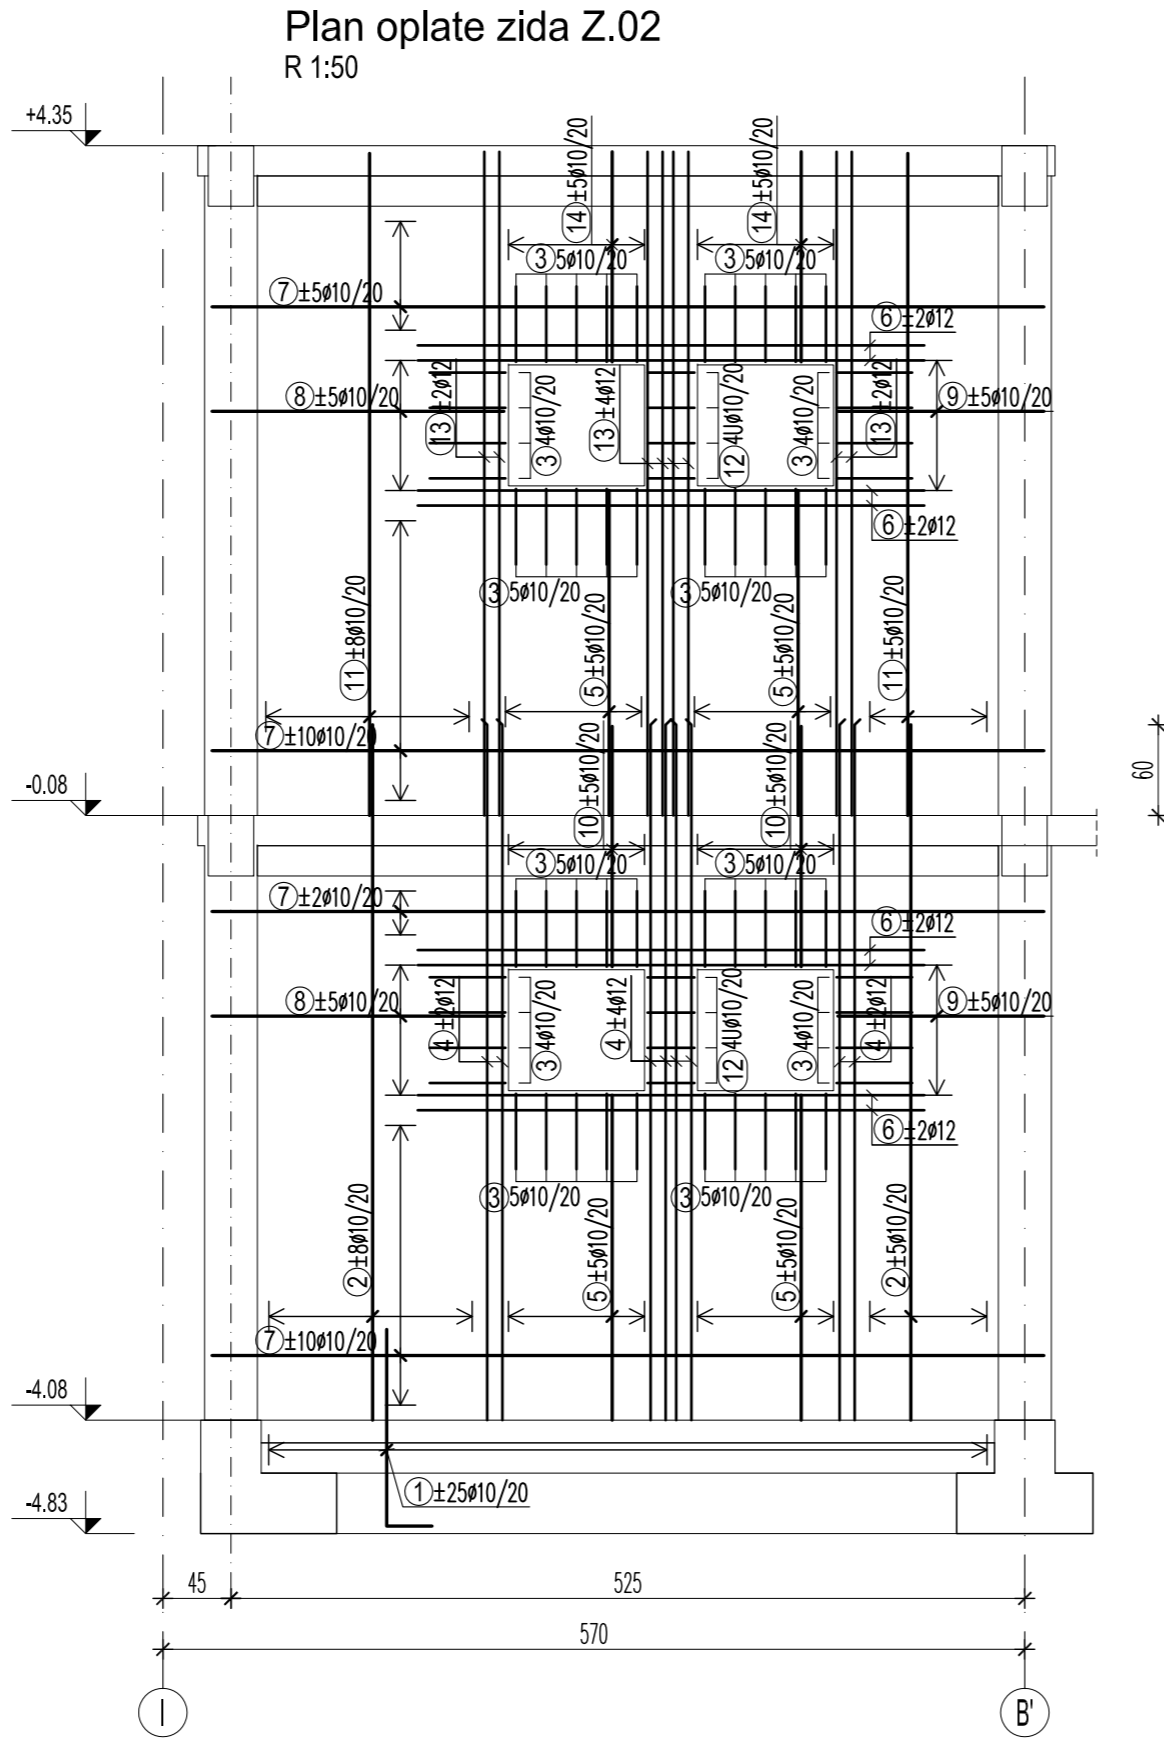 Plan oplate zida Z.02
R 1:50
+4.35
14 ±5ø10/20
14 ±5ø10/20
3 5ø10/20
3 5ø10/20
7 ±5ø10/20
6 ±2ø12
8 ±5ø10/20
13 ±2ø12
3 4ø10/20
13 ±4ø12
12 4Uø10/20
3 4ø10/20
13 ±2ø12
9 ±5ø10/20
6 ±2ø12
3 5ø10/20
3 5ø10/20
11 ±8ø10/20
5 ±5ø10/20
5 ±5ø10/20
11 ±5ø10/20
7 ±10ø10/20
60
-0.08
10 ±5ø10/20
10 ±5ø10/20
3 5ø10/20
3 5ø10/20
7 ±2ø10/20
6 ±2ø12
8 ±5ø10/20
4 ±2ø12
3 4ø10/20
4 ±4ø12
12 4Uø10/20
3 4ø10/20
4 ±2ø12
9 ±5ø10/20
6 ±2ø12
3 5ø10/20
3 5ø10/20
2 ±8ø10/20
5 ±5ø10/20
5 ±5ø10/20
2 ±5ø10/20
7 ±10ø10/20
-4.08
1 ±25ø10/20
-4.83
45
525
570
I
B'